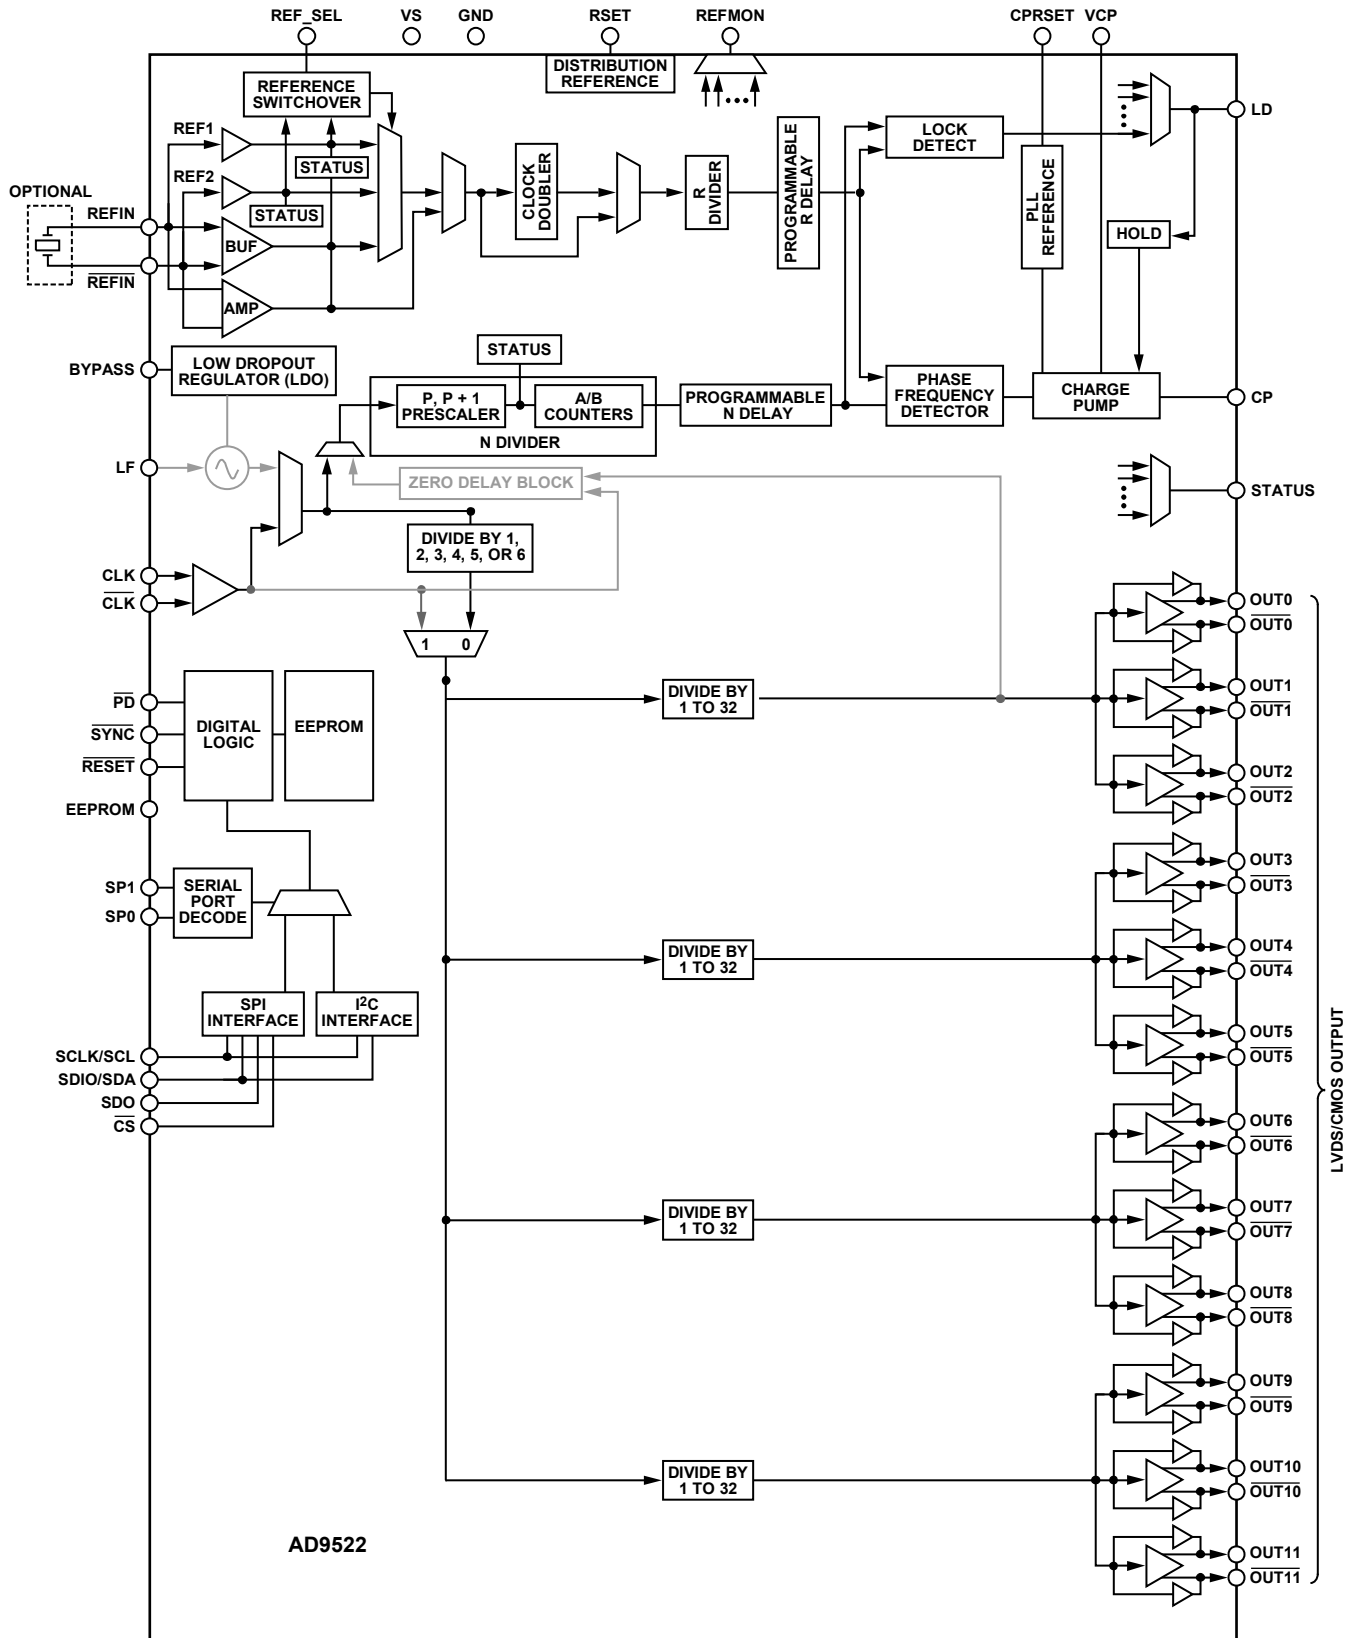 REF_SEL
VS
GND
RSET
REFMON
CPRSET
VCP
DISTRIBUTION
REFERENCE
REFERENCE
SWITCHOVER
LD
REF1
STATUS
REF2
STATUS
CLOCK
DOUBLER
R
DIVIDER
PROGRAMMABLE
R DELAY
LOCK
DETECT
PLL
REFERENCE
HOLD
OPTIONAL
REFIN
REFIN
BUF
AMP
BYPASS
LOW DROPOUT
REGULATOR (LDO)
STATUS
P, P + 1
PRESCALER
A/B
COUNTERS
N DIVIDER
PROGRAMMABLE
N DELAY
PHASE
FREQUENCY
DETECTOR
CHARGE
PUMP
CP
LF
ZERO DELAY BLOCK
STATUS
DIVIDE BY 1,
2, 3, 4, 5, OR 6
CLK
CLK
1 0
PD
SYNC
RESET
EEPROM
DIGITAL
LOGIC
EEPROM
DIVIDE BY
1 TO 32
OUT0
OUT0
OUT1
OUT1
OUT2
OUT2
SP1
SP0
SERIAL
PORT
DECODE
DIVIDE BY
1 TO 32
OUT3
OUT3
OUT4
OUT4
OUT5
OUT5
SPI
INTERFACE
I²C
INTERFACE
SCLK/SCL
SDIO/SDA
SDO
CS
LVDS/CMOS OUTPUT
DIVIDE BY
1 TO 32
OUT6
OUT6
OUT7
OUT7
OUT8
OUT8
DIVIDE BY
1 TO 32
OUT9
OUT9
OUT10
OUT10
OUT11
OUT11
AD9522